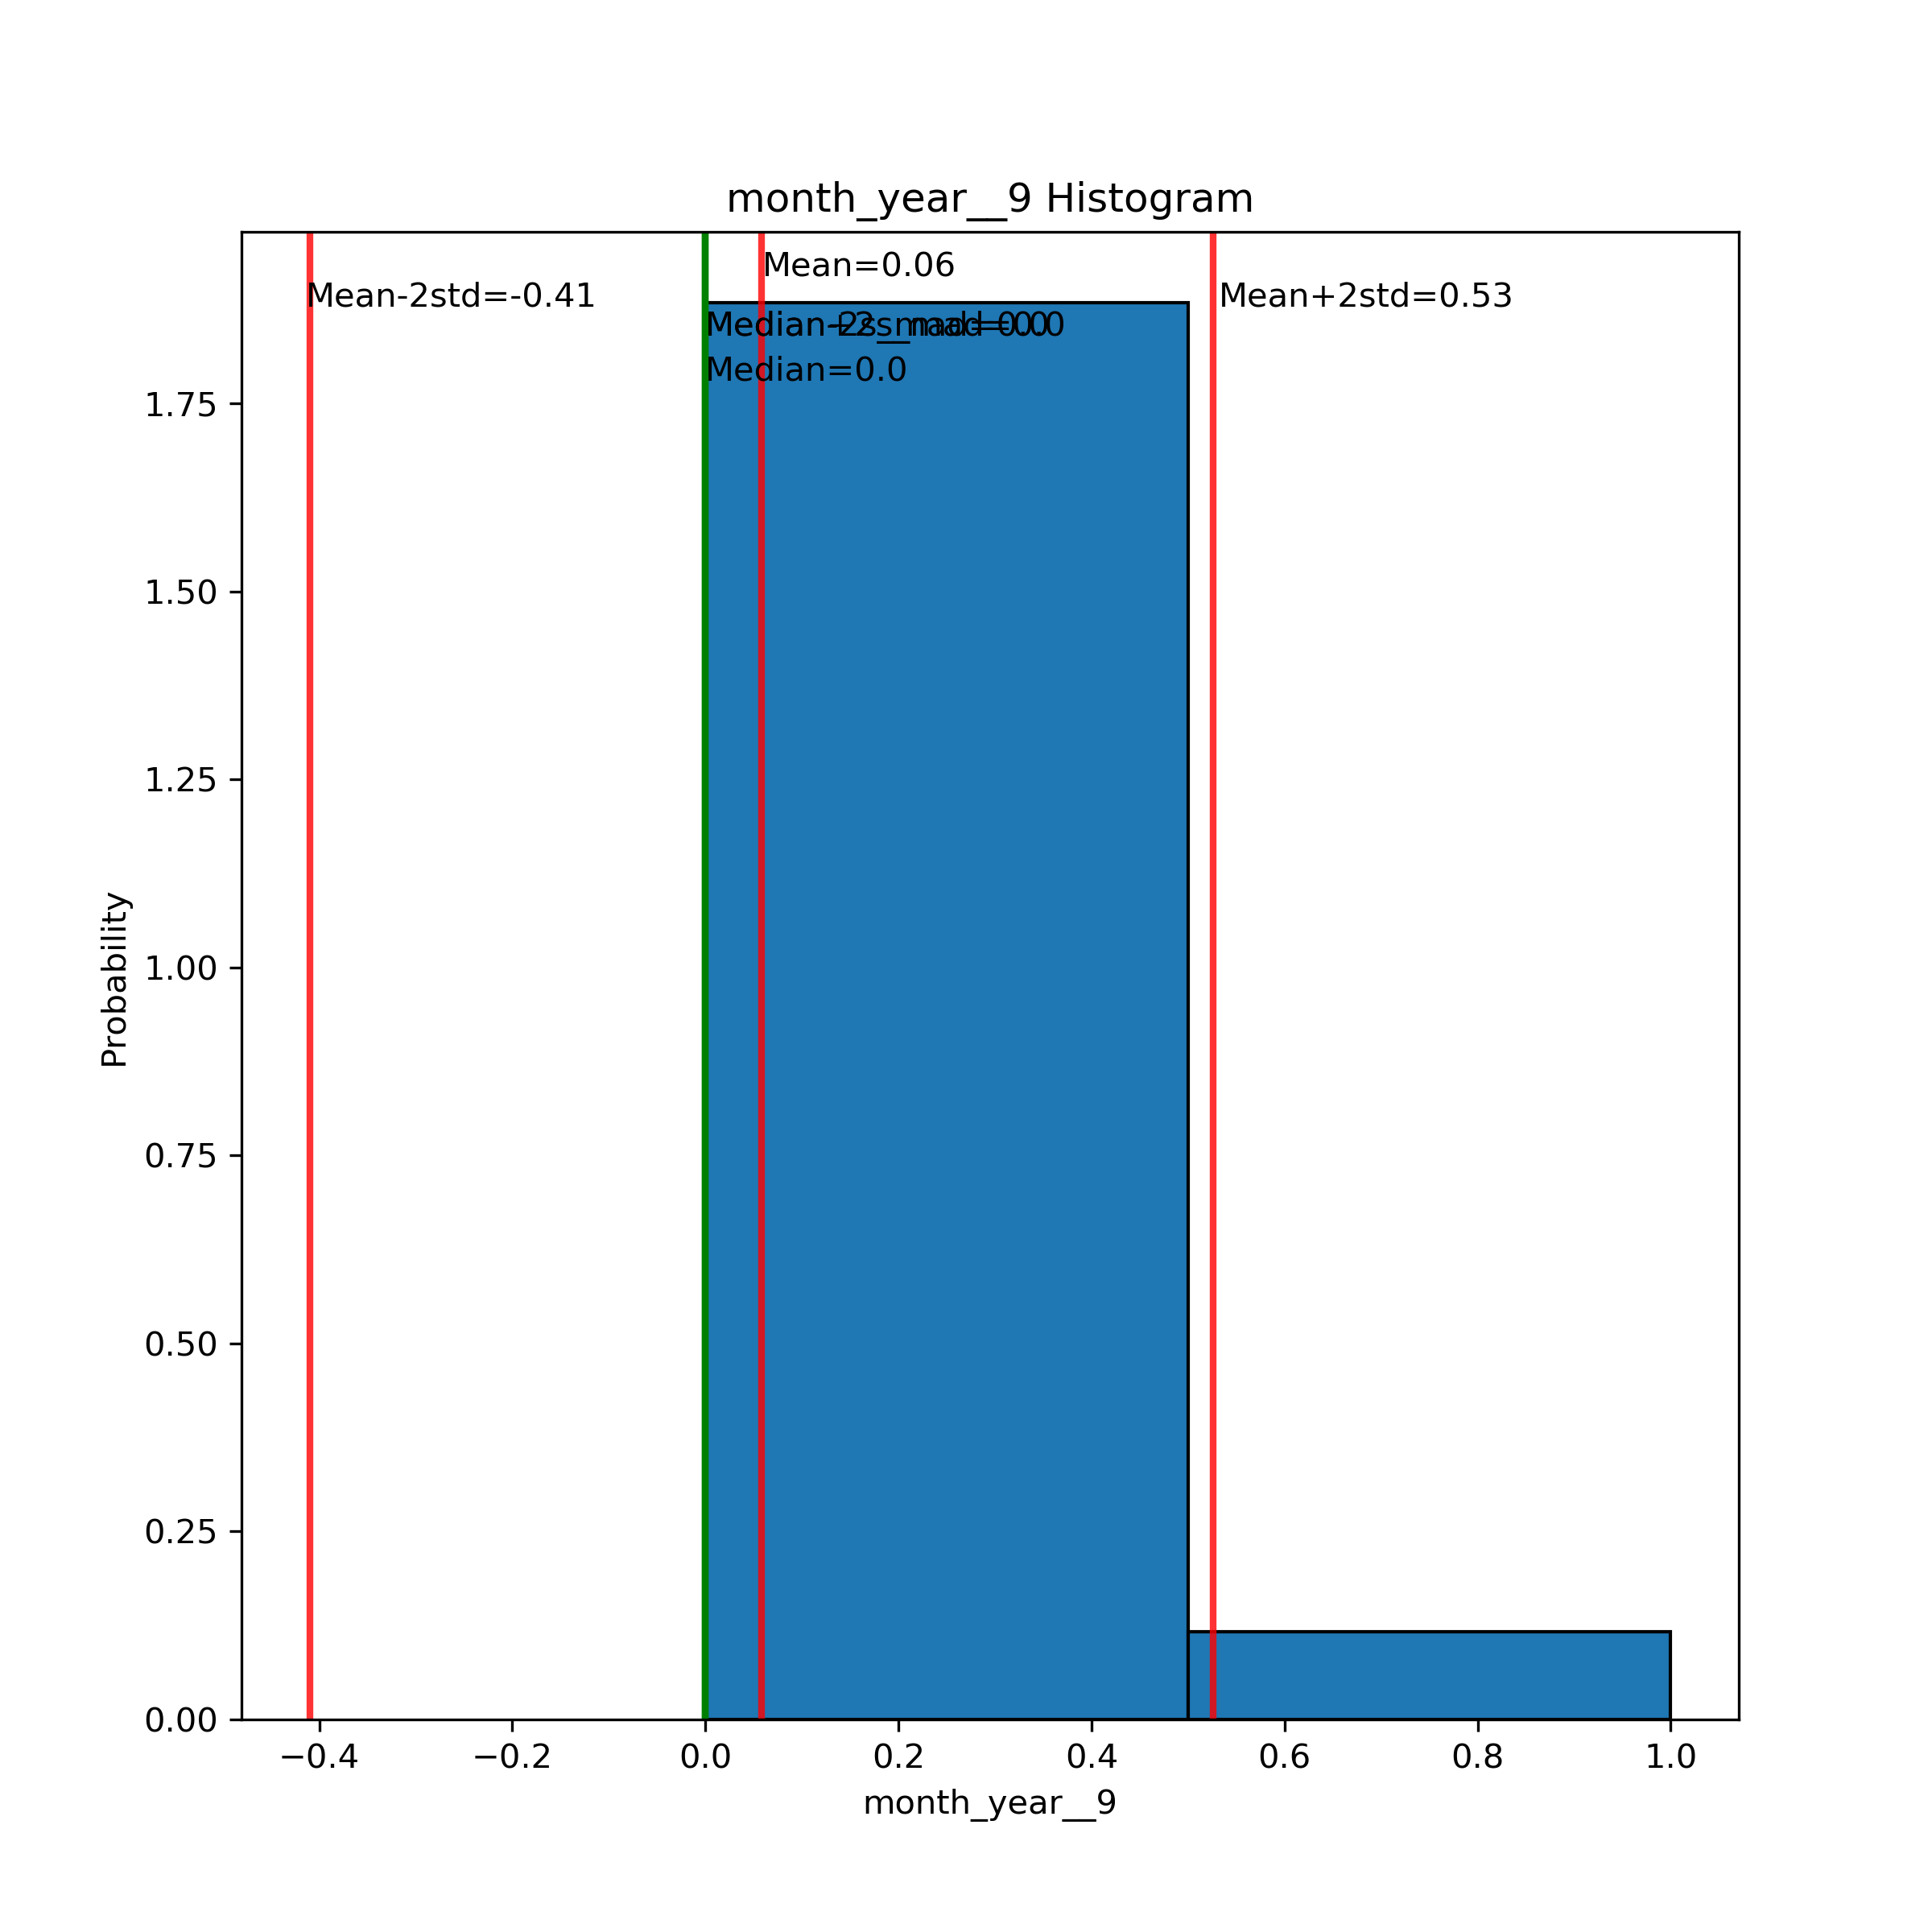 month_year__9 Histogram
Mean=0.06
Mean-2std=-0.41
Mean+2std=0.53
Median=0.0
1.75
1.50
1.25
1.00
0.75
0.50
0.25
0.00
Probability
−0.4 −0.2 0.0 0.2 0.4 0.6 0.8 1.0
month_year__9